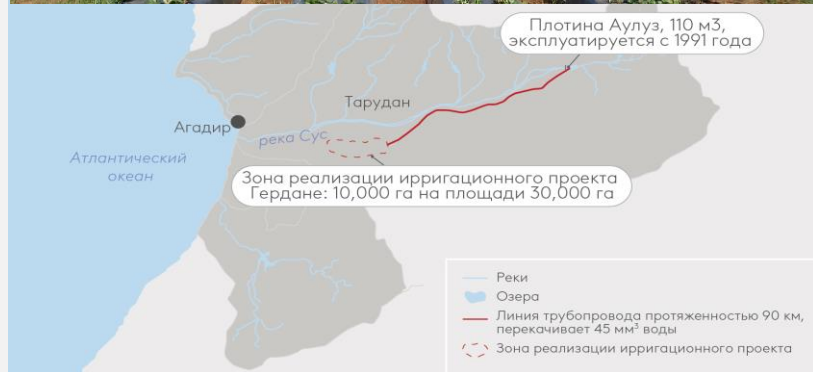 Плотина Аулуз, 110 м3,
эксплуатируется с 1991 года
Тарудан
Агадир
река Сус
Атлантический
океан
Зона реализации ирригационного проекта
Гердане: 10,000 га на площади 30,000 га
Реки
Озера
Линия трубопровода протяженностью 90 км,
перекачивает 45 мм³ воды
Зона реализации ирригационного проекта